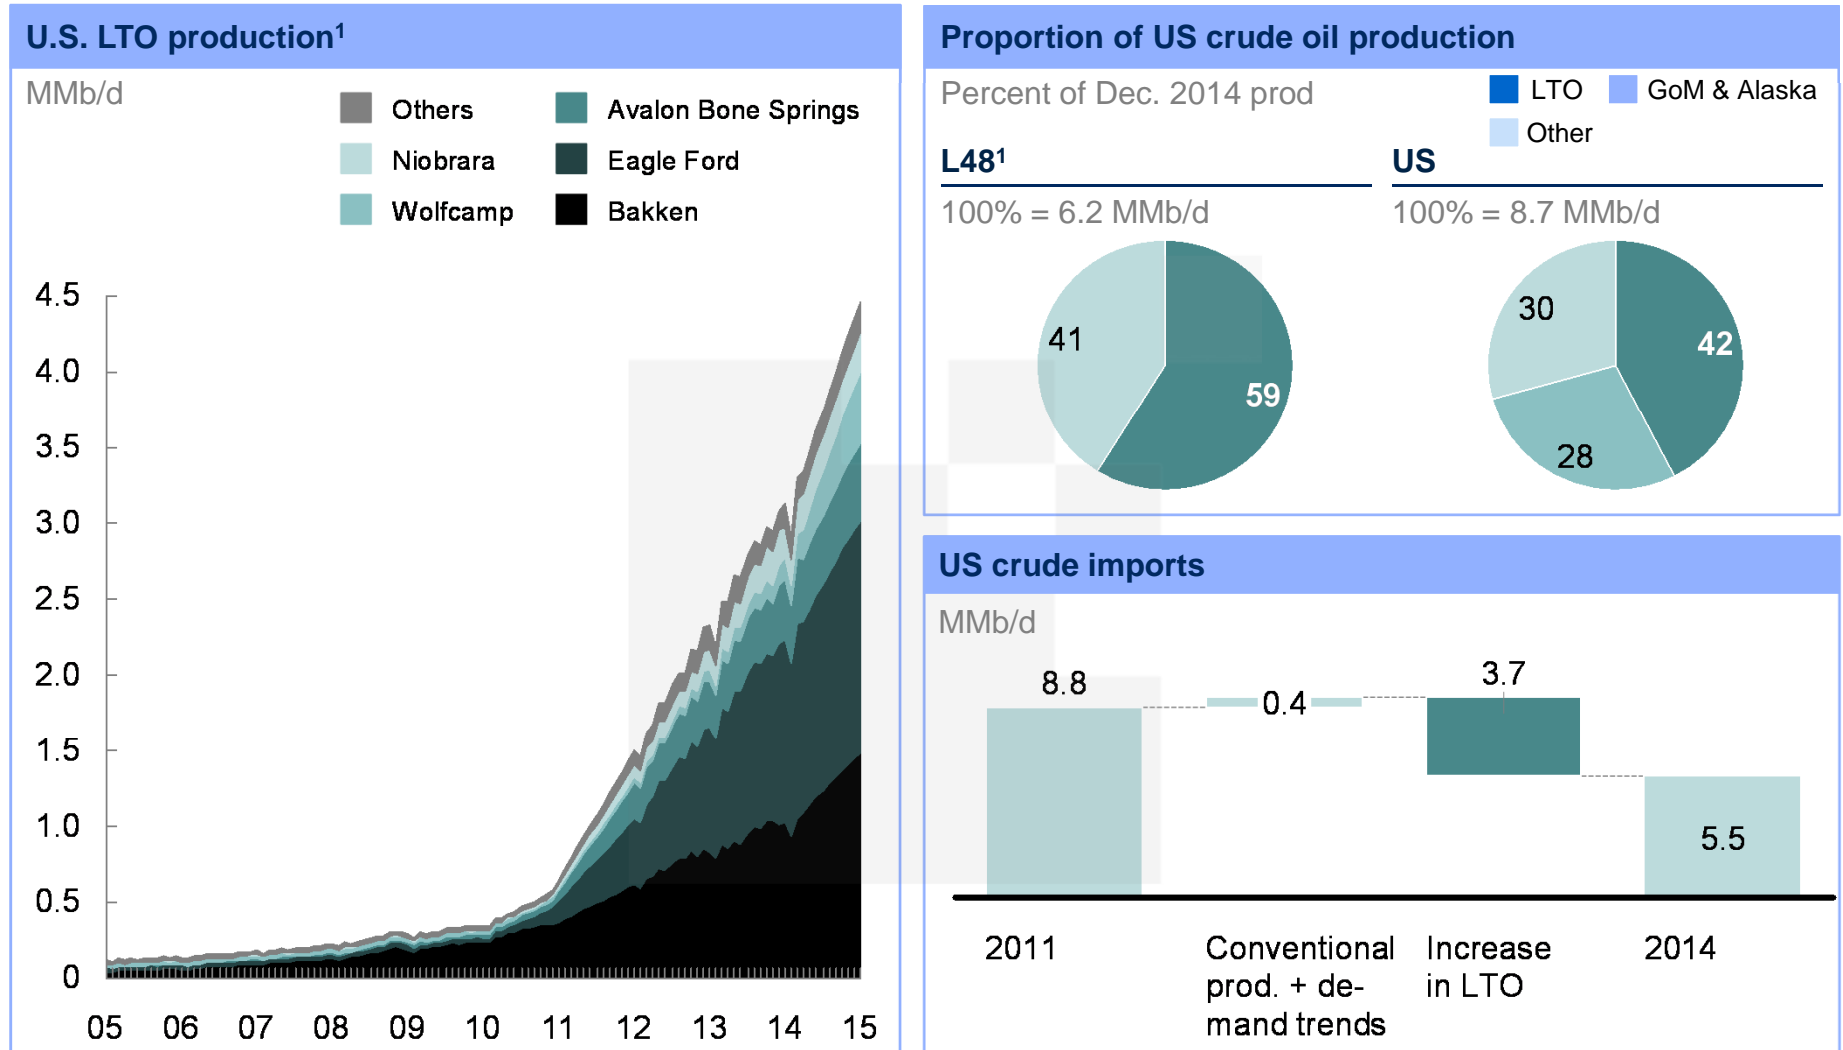 U.S. LTO production¹
MMb/d
Others
Avalon Bone Springs
Niobrara
Eagle Ford
Wolfcamp
Bakken
4.5
4.0
3.5
3.0
2.5
2.0
1.5
1.0
0.5
0
05 06 07 08 09 10 11 12 13 14 15
Proportion of US crude oil production
Percent of Dec. 2014 prod
LTO
GoM & Alaska
Other
L48¹
100% = 6.2 MMb/d
41
59
US
100% = 8.7 MMb/d
30
42
28
US crude imports
MMb/d
8.8
0.4
3.7
5.5
2011
Conventional
prod. + de-
mand trends
Increase
in LTO
2014